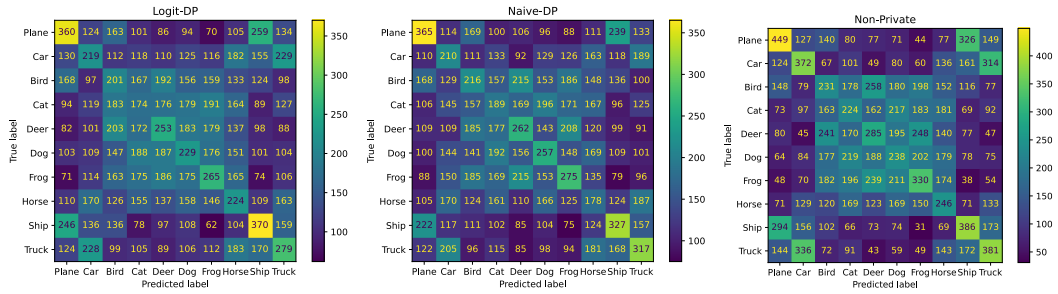 Logit-DP
Plane 360 124 163 101 86 94 70 105 259 134
Car 130 219 112 118 110 125 116 182 155 229
Bird 168 97 201 167 192 156 159 133 124 98
Cat 94 119 183 174 176 179 191 164 89 127
Deer 82 101 203 172 253 183 179 137 98 88
Dog 103 109 147 188 187 229 176 151 101 104
Frog 71 114 163 175 186 175 265 165 74 106
Horse 110 170 126 155 137 158 146 224 109 163
Ship 246 136 136 78 97 108 62 104 370 159
Truck 124 228 99 105 89 104 112 183 170 279
Plane Car Bird Cat Deer Dog Frog Horse Ship Truck
Predicted label
True label
350
300
250
200
150
100
Naive-DP
Plane 365 114 169 100 106 96 88 111 239 133
Car 110 210 111 133 92 129 126 163 118 189
Bird 168 129 216 157 215 153 186 148 136 100
Cat 106 145 157 189 160 169 196 171 167 96 125
Deer 109 109 185 177 262 143 208 120 99 91
Dog 100 144 141 192 156 257 148 169 109 101
Frog 88 150 169 185 215 153 275 135 79 96
Horse 105 170 124 161 110 166 125 175 178 124 187
Ship 222 117 111 102 85 104 75 124 327 157
Truck 122 205 96 115 85 98 94 181 168 317
Plane Car Bird Cat Deer Dog Frog Horse Ship Truck
Predicted label
True label
350
300
250
200
150
100
Non-Private
Plane 449 127 140 80 77 71 44 77 326 149
Car 124 372 67 101 49 80 60 136 161 314
Bird 148 79 231 178 258 180 198 152 116 77
Cat 73 97 163 224 162 217 183 181 69 92
Deer 80 45 241 170 285 195 248 140 77 47
Dog 64 84 177 219 188 238 202 179 78 75
Frog 48 70 182 196 239 211 330 144 38 54
Horse 71 129 120 169 123 169 150 246 71 133
Ship 294 156 102 66 73 74 31 69 386 173
Truck 144 336 72 91 43 59 49 143 172 381
Plane Car Bird Cat Deer Dog Frog Horse Ship Truck
Predicted label
True label
400
350
300
250
200
150
100
50